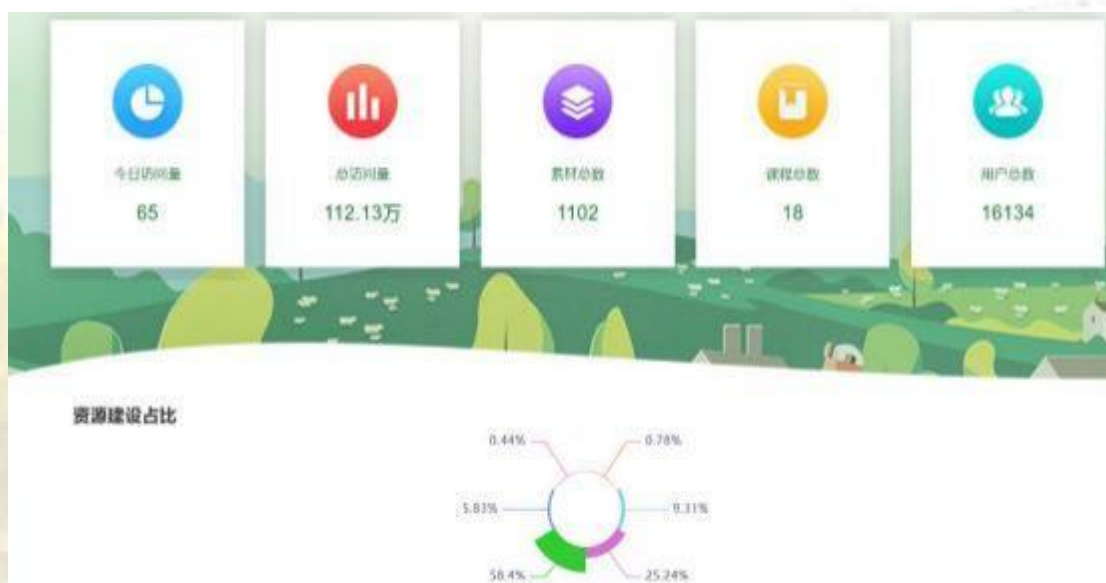 今日访问量
65
总访问量
112.13万
素材总数
1102
课程总数
18
用户总数
16134
资源建设占比
0.44%
0.78%
5.83%
9.31%
58.4%
25.24%